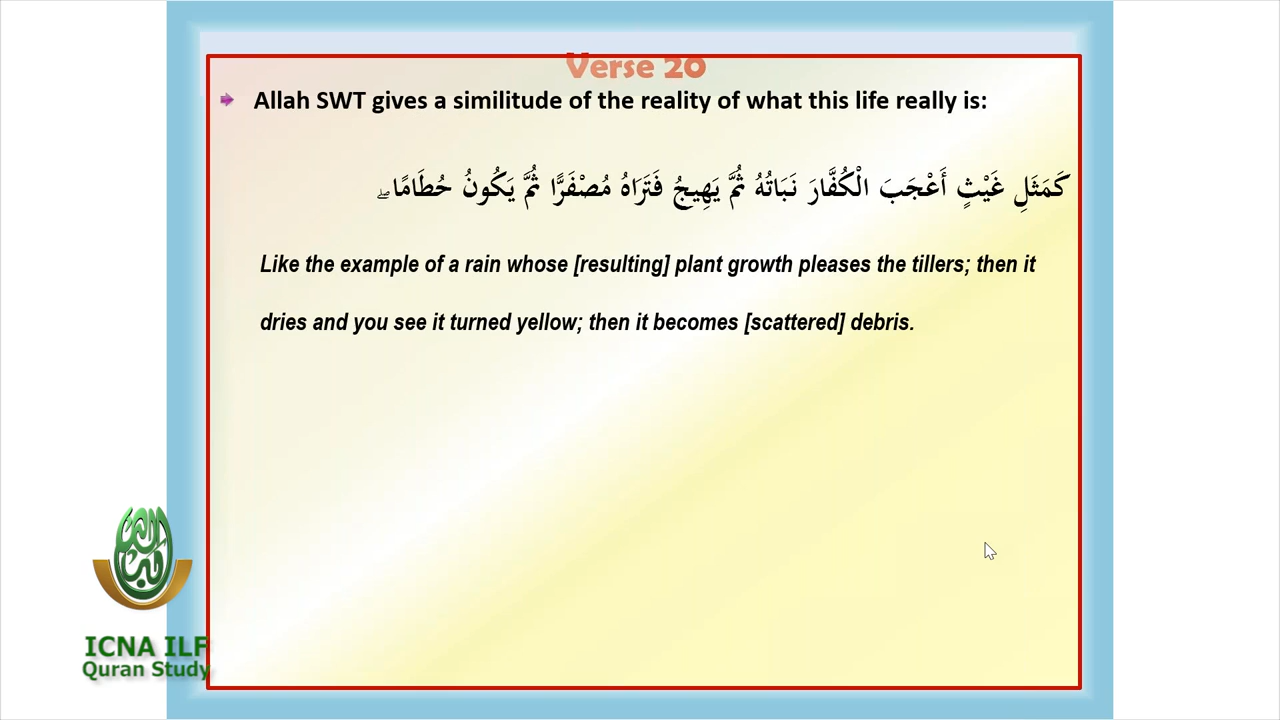 Verse 20
Allah SWT gives a similitude of the reality of what this life really is:
كَمَثَلِ غَيْثٍ أَعْجَبَ الْكُفَّارَ نَبَاتُهُ ثُمَّ يَهِيجُ فَتَرَاهُ مُصْفَرًّا ثُمَّ يَكُونُ حُطَامًا ۖ
Like the example of a rain whose [resulting] plant growth pleases the tillers; then it
dries and you see it turned yellow; then it becomes [scattered] debris.
ICNA ILF
Quran Study